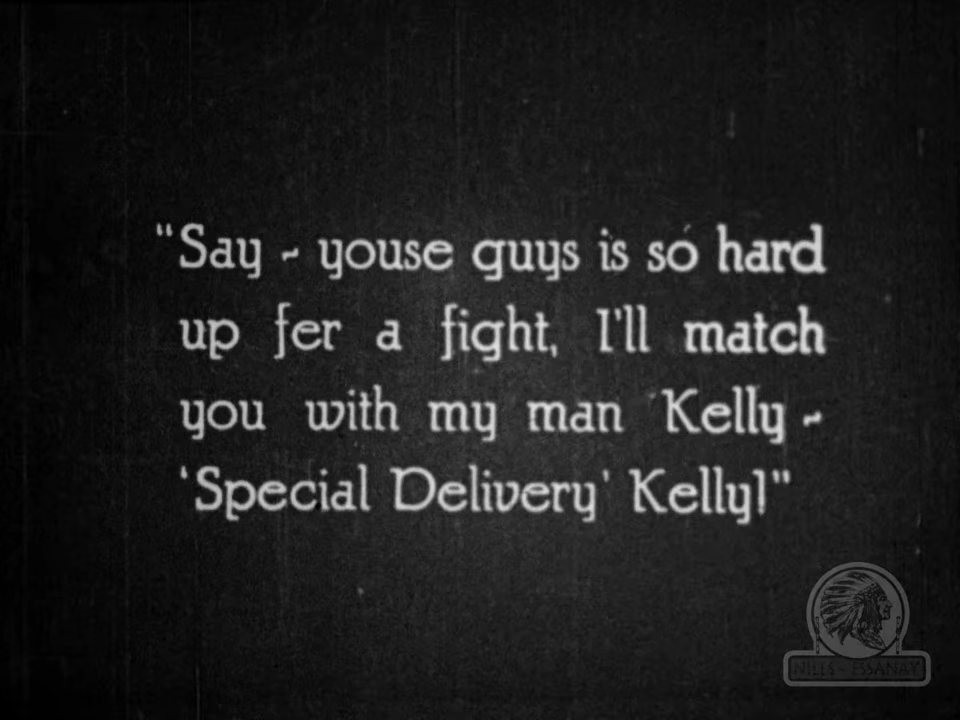 "Say - youse guys is so hard
up fer a fight, I'll match
you with my man Kelly -
'Special Delivery' Kelly!"
NILES - ESSANAY